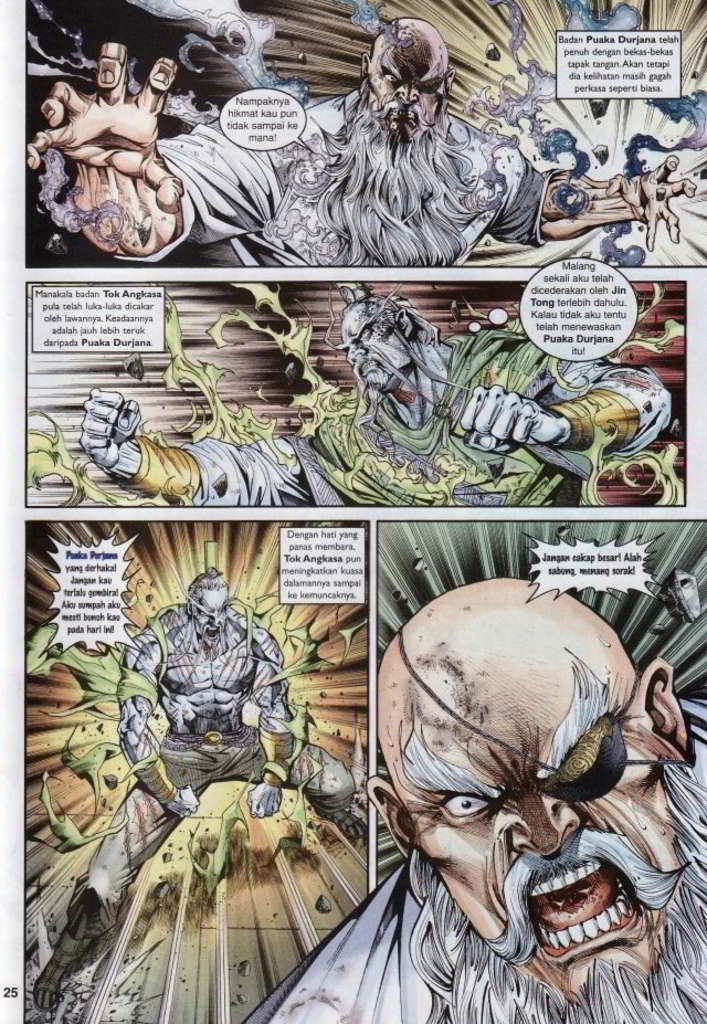 Badan Puaka Durjana telah
penuh dengan bekas-bekas
tapak tangan. Akan tetapi
dia kelihatan masih gagah
perkasa seperti biasa.
Nampaknya
hikmat kau pun
tidak sampai ke
mana!
Manakala badan Tok Angkasa
pula telah luka-luka dicakar
oleh lawannya. Keadaannya
adalah jauh lebih teruk
daripada Puaka Durjana.
Malang
sekali aku telah
dicederakan oleh Jin
Tong terlebih dahulu.
Kalau tidak aku tentu
telah menewaskan
Puaka Durjana
itu!
Puaka Durjana
yang derhaka!
Jangan kau
terlalu gembira!
Aku sumpah aku
mesti bunuh kau
pada hari ini!
Dengan hati yang
panas membara,
Tok Angkasa pun
meningkatkan kuasa
dalamannya sampai
ke kemuncaknya.
Jangan cakap besar! Alah
sabung, menang sorak!
25